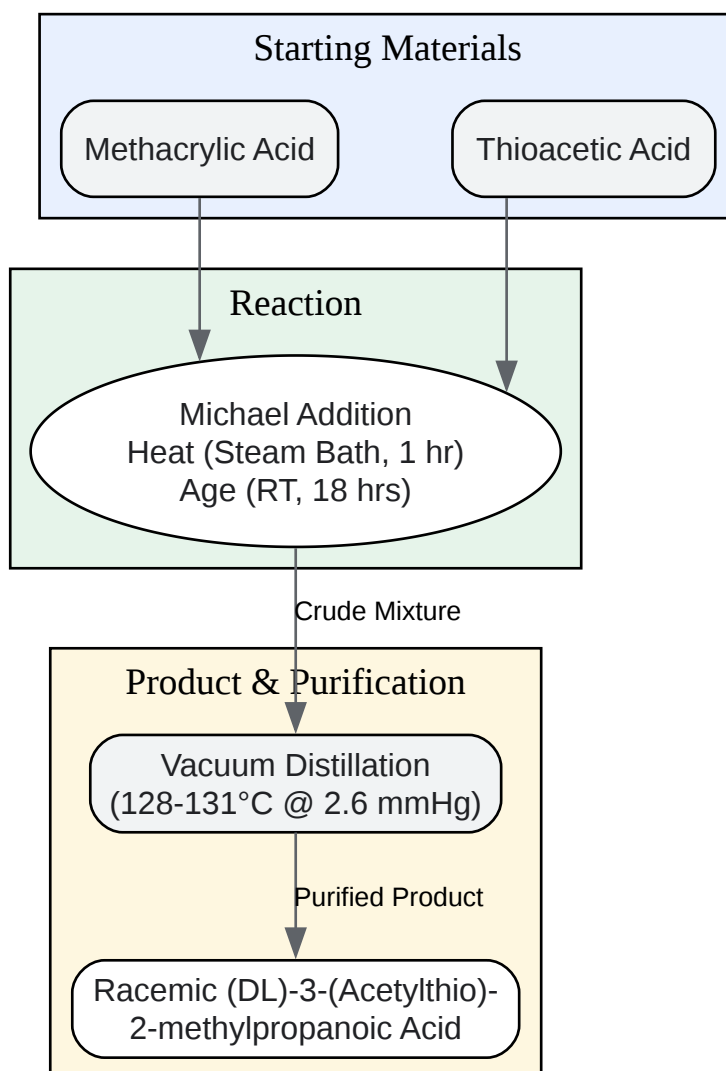 Starting Materials
Methacrylic Acid
Thioacetic Acid
Reaction
Michael Addition
Heat (Steam Bath, 1 hr)
Age (RT, 18 hrs)
Crude Mixture
Product & Purification
Vacuum Distillation
(128-131°C @ 2.6 mmHg)
Purified Product
Racemic (DL)-3-(Acetylthio)-
2-methylpropanoic Acid